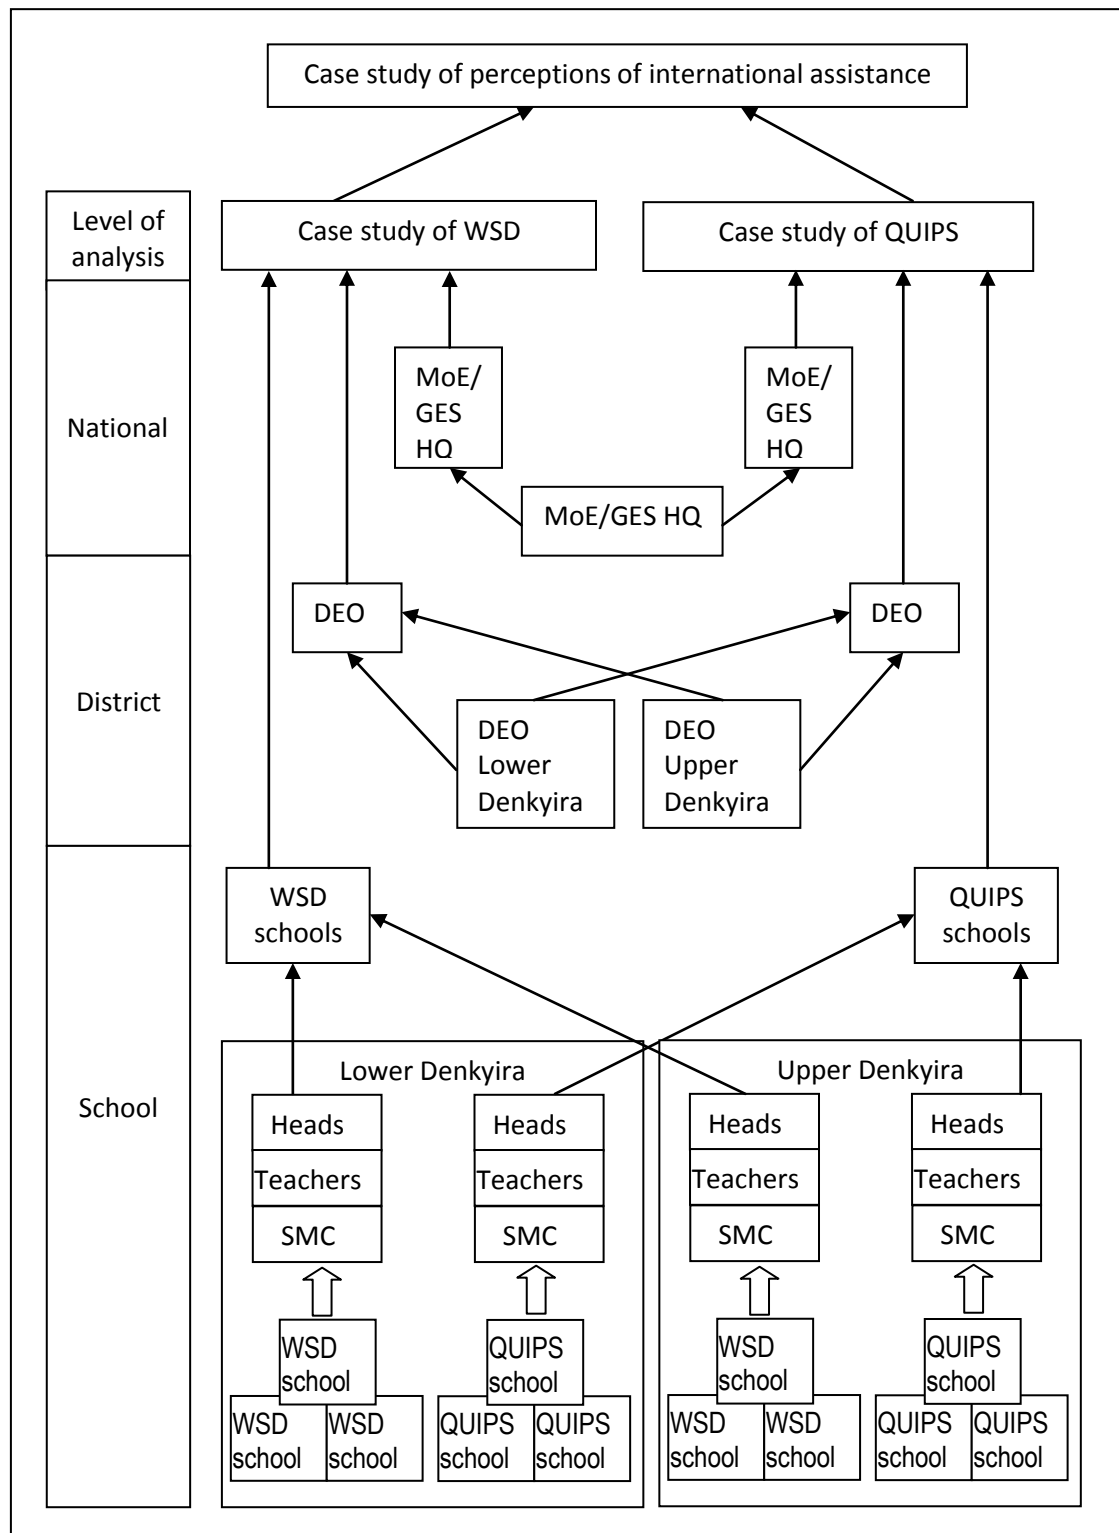 Case study of perceptions of international assistance
Level of
analysis
Case study of WSD
Case study of QUIPS
National
MoE/
GES
HQ
MoE/
GES
HQ
MoE/GES HQ
District
DEO
DEO
DEO
Lower
Denkyira
DEO
Upper
Denkyira
School
WSD
schools
QUIPS
schools
Lower Denkyira
Upper Denkyira
Heads
Teachers
SMC
Heads
Teachers
SMC
Heads
Teachers
SMC
Heads
Teachers
SMC
WSD
school
WSD
school
WSD
school
QUIPS
school
QUIPS
school
QUIPS
school
WSD
school
WSD
school
WSD
school
QUIPS
school
QUIPS
school
QUIPS
school